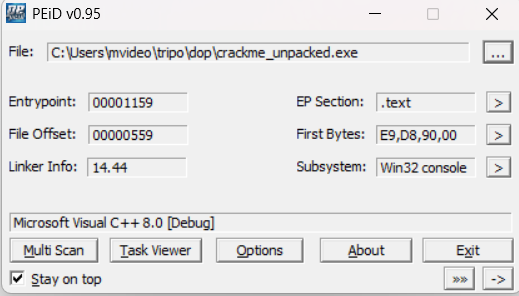 PEiD v0.95
File: C:\Users\mvideo\tripo\dop\crackme_unpacked.exe ...
Entrypoint: 00001159 EP Section: .text >
File Offset: 00000559 First Bytes: E9,D8,90,00 >
Linker Info: 14.44 Subsystem: Win32 console >
Microsoft Visual C++ 8.0 [Debug]
Multi Scan Task Viewer Options About Exit
Stay on top »» ->